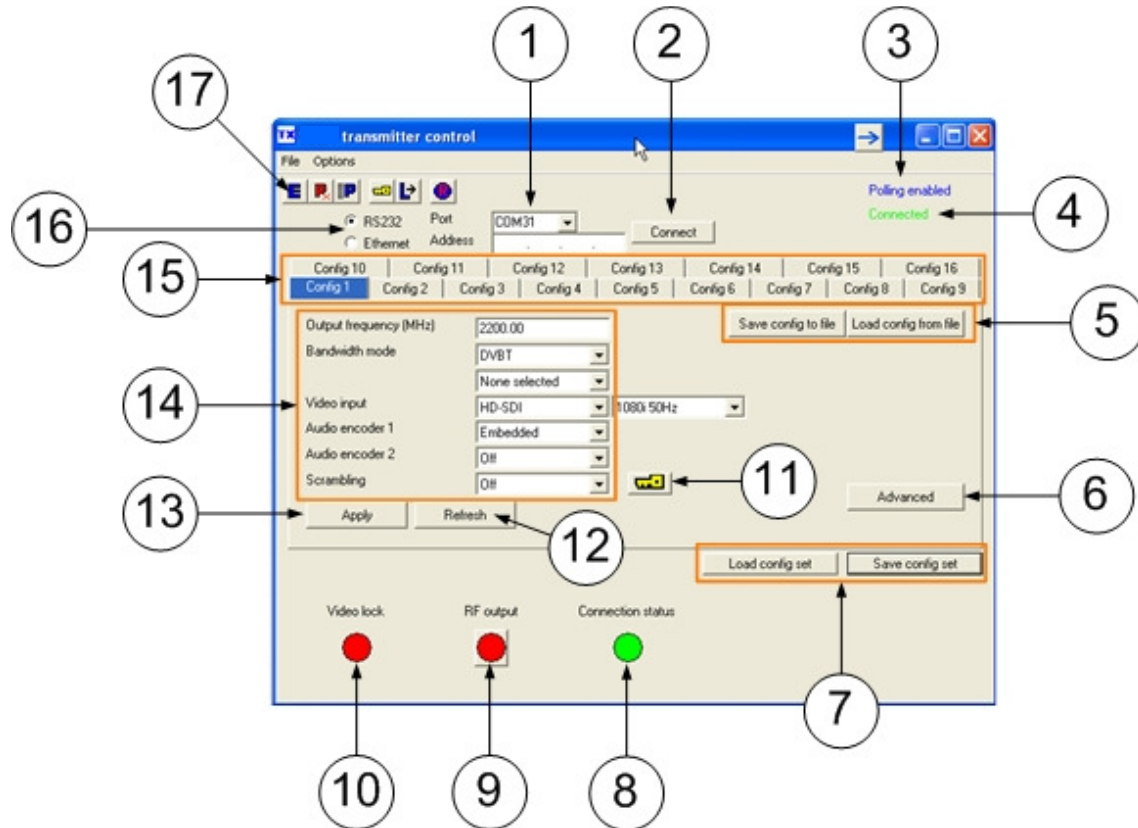 1
2
3
17
TX transmitter control
File Options
E P P L
Polling enabled
4
16
RS232 Port COM31 Connect
Connected
Ethernet Address
15
Config 10 Config 11 Config 12 Config 13 Config 14 Config 15 Config 16
Config 1 Config 2 Config 3 Config 4 Config 5 Config 6 Config 7 Config 8 Config 9
Output frequency (MHz) 2200.00
Save config to file Load config from file
5
Bandwidth mode DVBT
None selected
14
Video input HD-SDI 1080i 50Hz
Audio encoder 1 Embedded
Audio encoder 2 Off
Scrambling Off
11
Advanced
6
13
Apply Refresh
12
Load config set Save config set
Video lock RF output Connection status
7
10
9
8